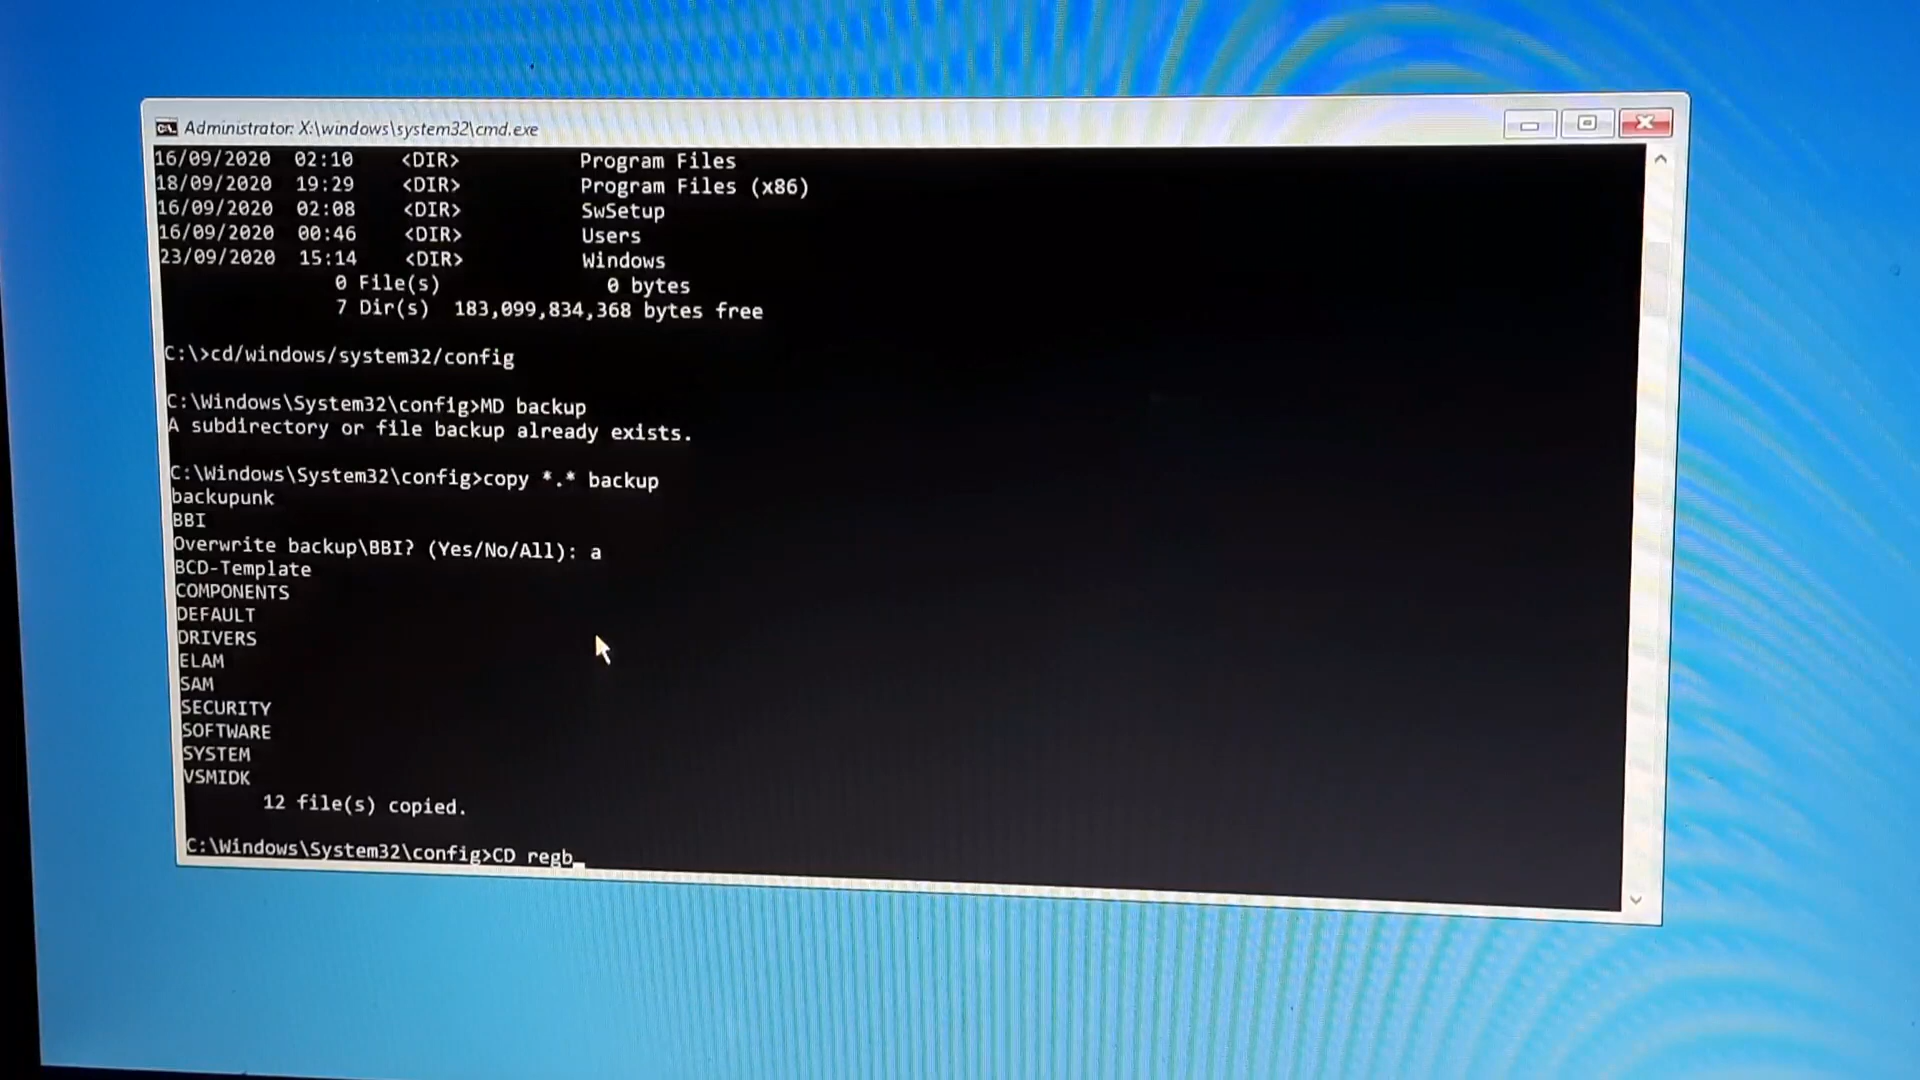 Administrator: X:\windows\system32\cmd.exe
16/09/2020 02:10 <DIR> Program Files
18/09/2020 19:29 <DIR> Program Files (x86)
16/09/2020 02:08 <DIR> SwSetup
16/09/2020 00:46 <DIR> Users
23/09/2020 15:14 <DIR> Windows
0 File(s) 0 bytes
7 Dir(s) 183,099,834,368 bytes free
C:\>cd/windows/system32/config
C:\Windows\System32\config>MD backup
A subdirectory or file backup already exists.
C:\Windows\System32\config>copy *.* backup
backupunk
BBI
Overwrite backup\BBI? (Yes/No/All): a
BCD-Template
COMPONENTS
DEFAULT
DRIVERS
ELAM
SAM
SECURITY
SOFTWARE
SYSTEM
VSMIDK
12 file(s) copied.
C:\Windows\System32\config>CD regb_